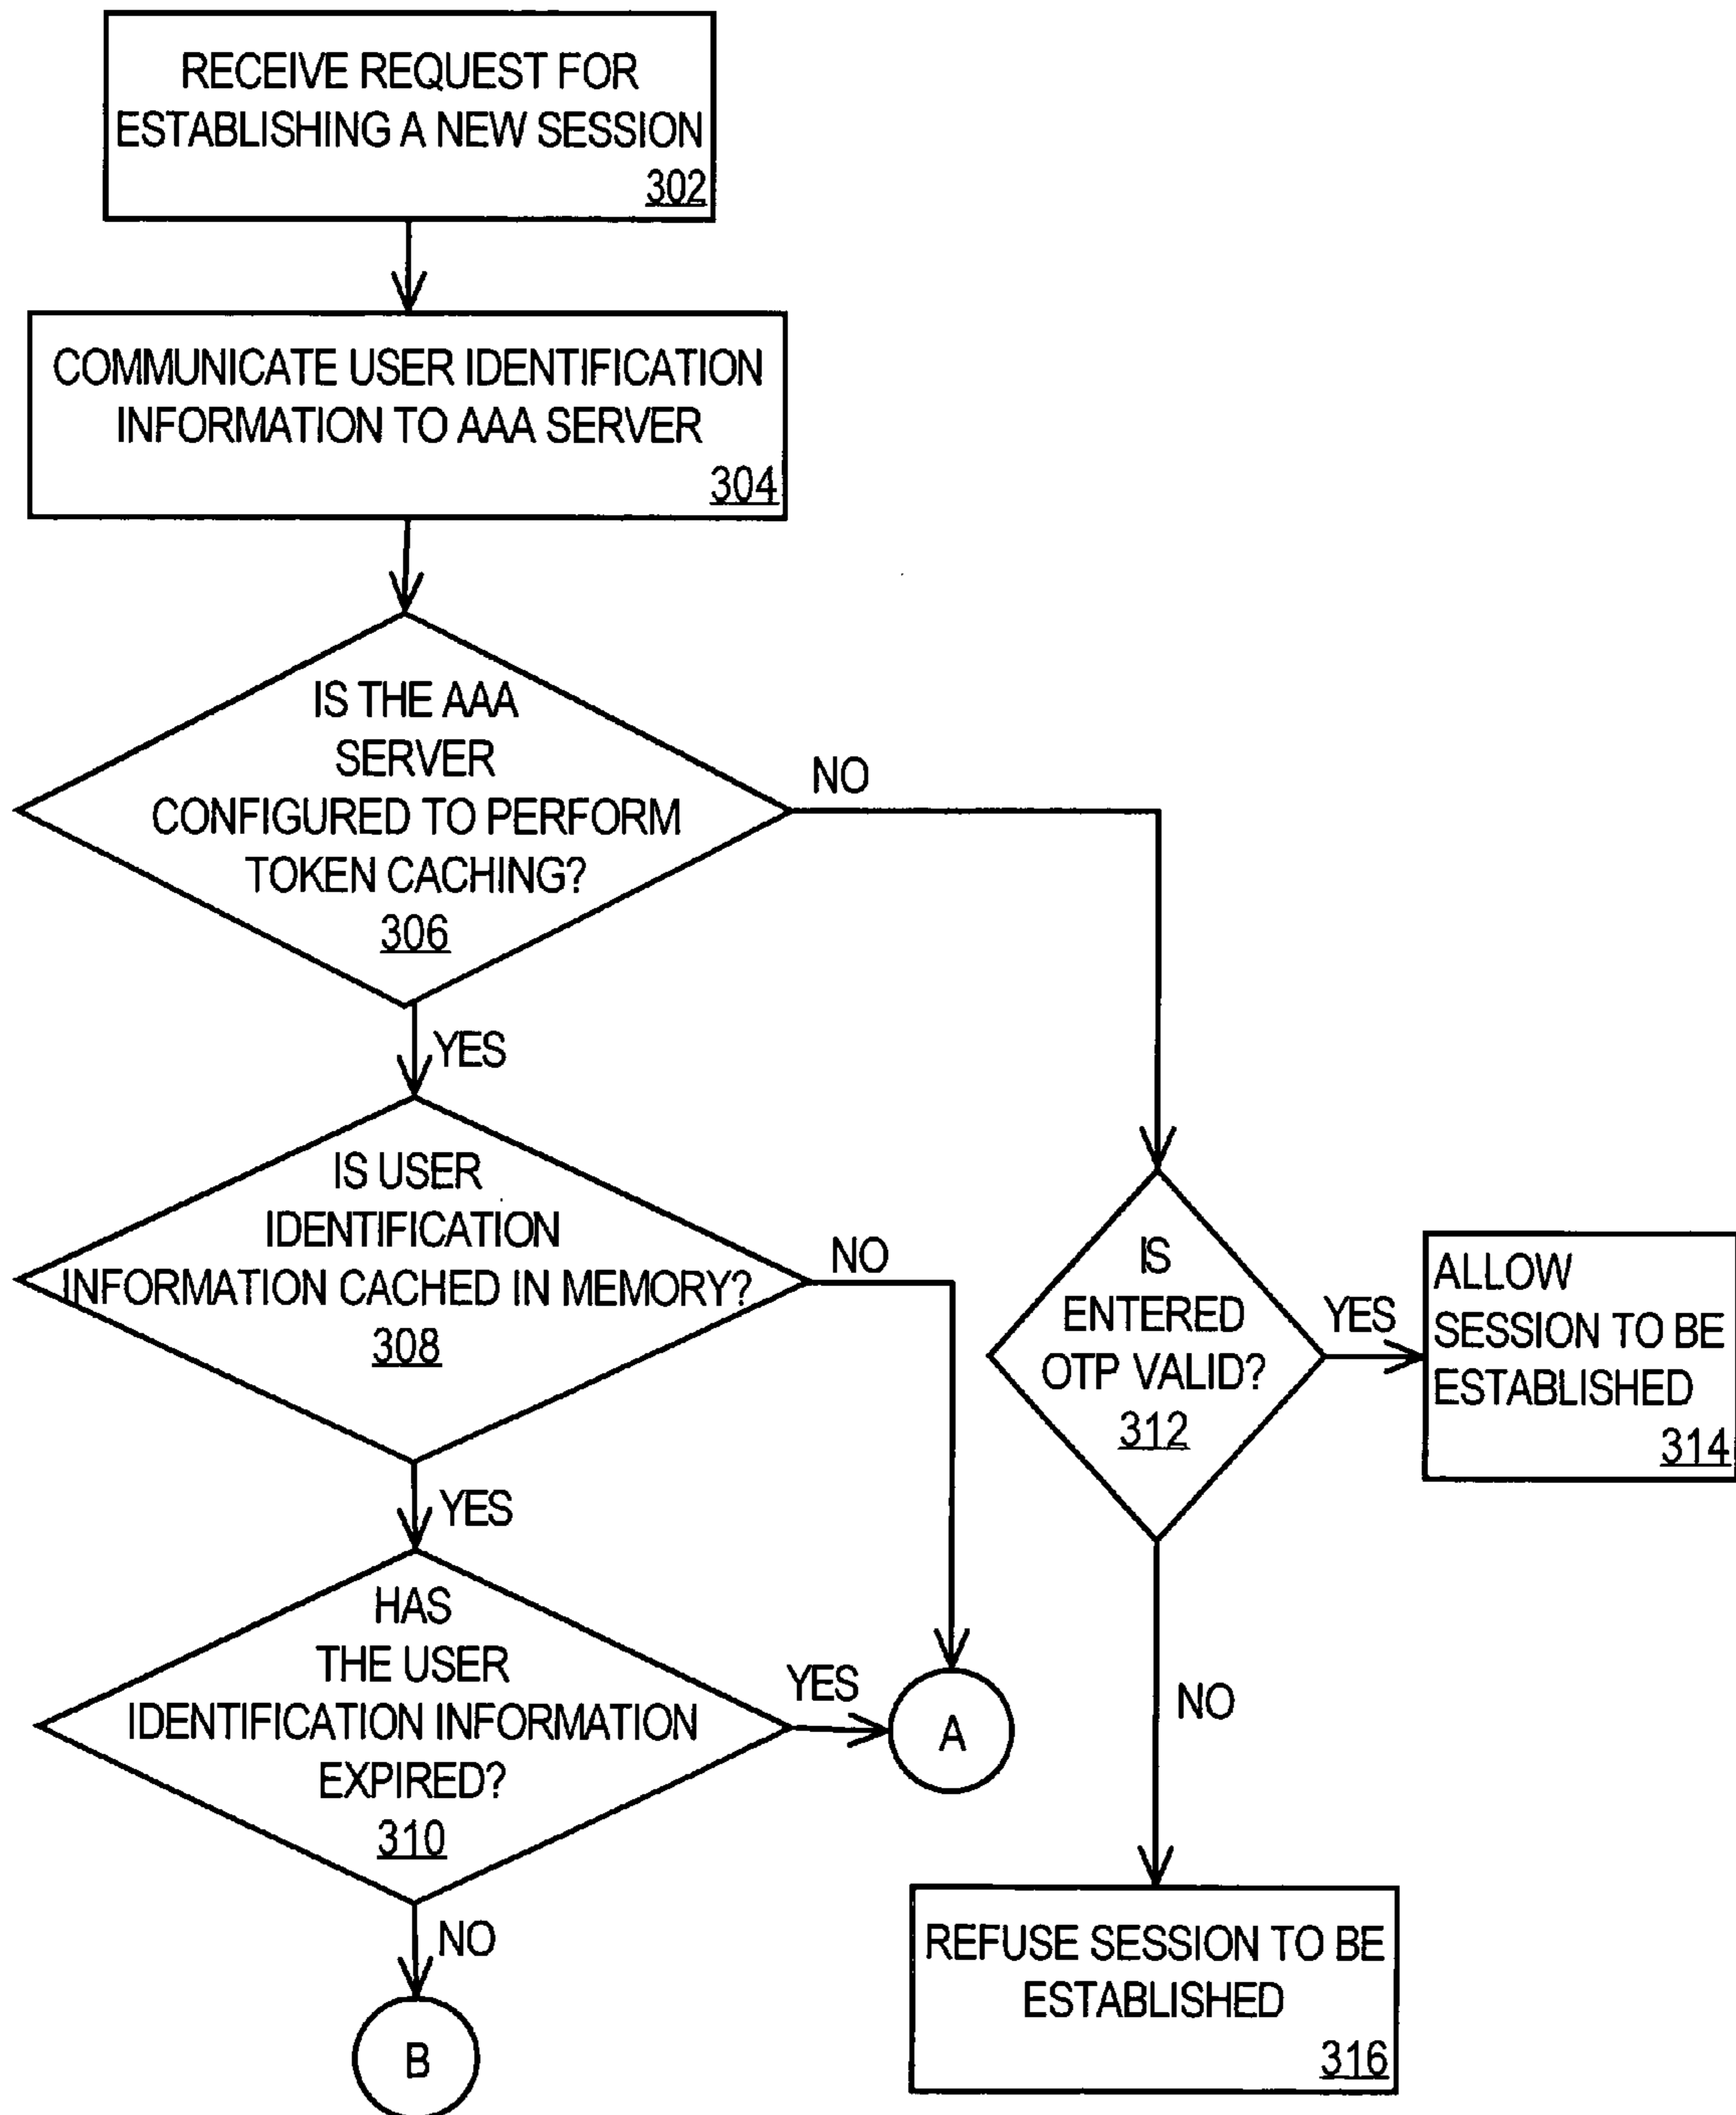 RECEIVE REQUEST FOR
ESTABLISHING A NEW SESSION
302
COMMUNICATE USER IDENTIFICATION
INFORMATION TO AAA SERVER
304
IS THE AAA
SERVER
CONFIGURED TO PERFORM
TOKEN CACHING?
306
NO
YES
IS USER
IDENTIFICATION
INFORMATION CACHED IN MEMORY?
308
NO
YES
IS
ENTERED
OTP VALID?
312
YES
ALLOW
SESSION TO BE
ESTABLISHED
314
HAS
THE USER
IDENTIFICATION INFORMATION
EXPIRED?
310
YES
A
NO
NO
B
REFUSE SESSION TO BE
ESTABLISHED
316